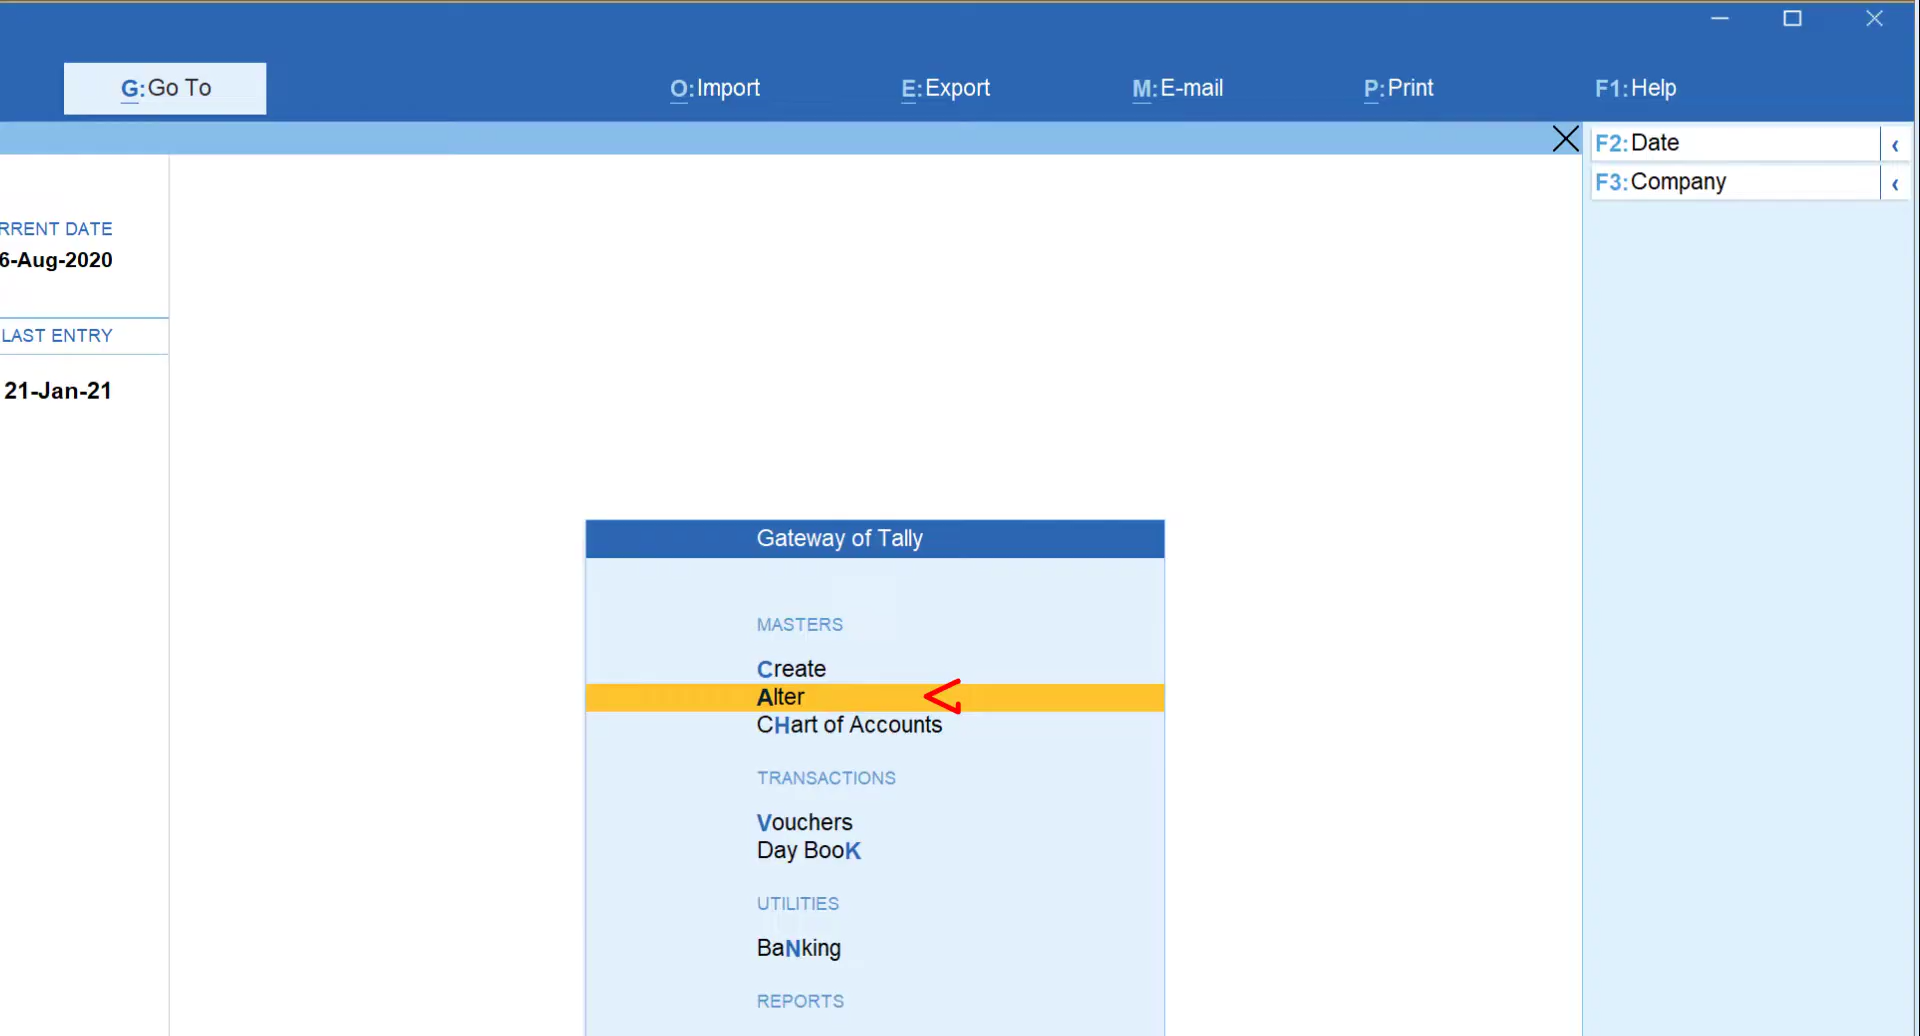 G:Go To
O:Import
E:Export
M:E-mail
P:Print
F1:Help
F2:Date
F3:Company
RRENT DATE
6-Aug-2020
LAST ENTRY
21-Jan-21
Gateway of Tally
MASTERS
Create
Alter
CHart of Accounts
TRANSACTIONS
Vouchers
Day BooK
UTILITIES
BaNking
REPORTS